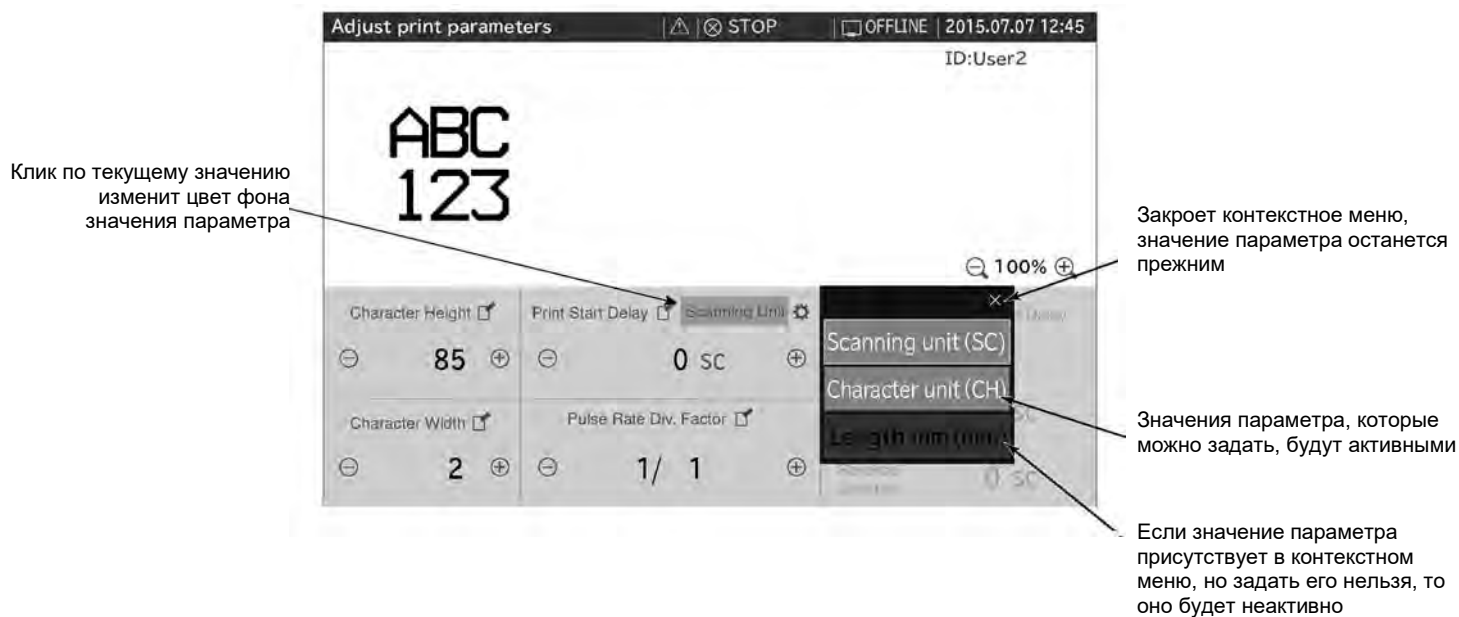 Adjust print parameters STOP OFFLINE 2015.07.07 12:45
ID:User2
ABC
123
Клик по текущему значению
изменит цвет фона
значения параметра
100%
Закроет контекстное меню,
значение параметра останется
прежним
Character Height
85
Print Start Delay Scanning Unit
0 SC
Scanning unit (SC)
Character unit (CH)
Character Width
2
Pulse Rate Div. Factor
1/ 1
SC
0 SC
Значения параметра, которые
можно задать, будут активными
Если значение параметра
присутствует в контекстном
меню, но задать его нельзя, то
оно будет неактивно